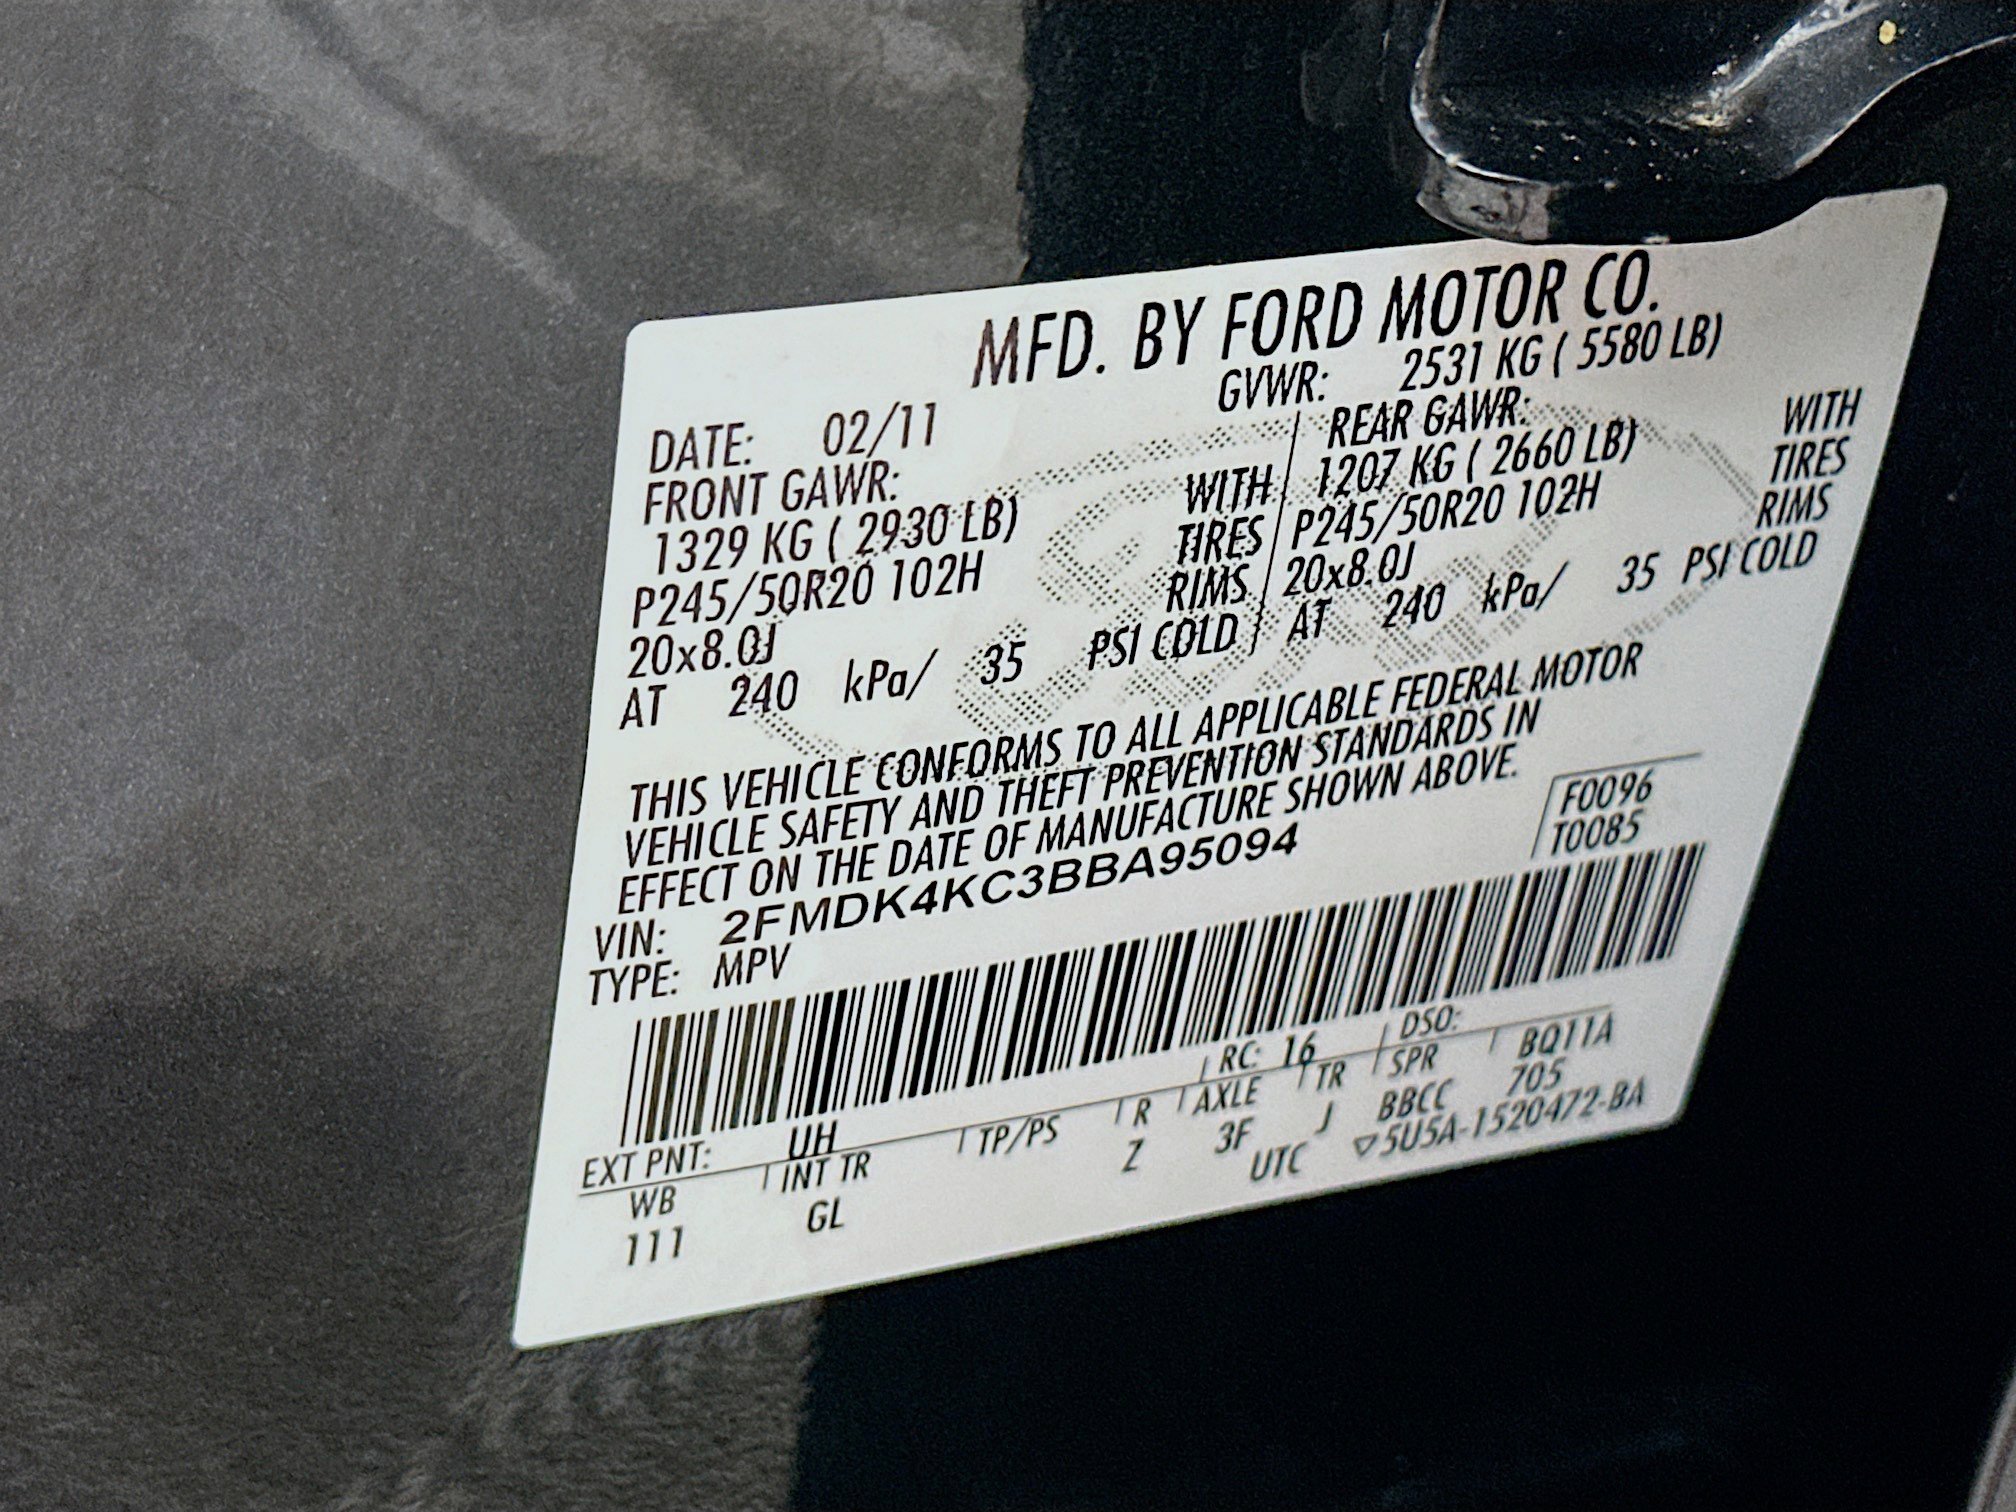 MFD. BY FORD MOTOR CO.
DATE: 02/11
GVWR: 2531 KG ( 5580 LB)
FRONT GAWR:
1329 KG ( 2930 LB)
WITH
P245/50R20 102H
TIRES
20x8.0J
RIMS
AT 240 kPa/ 35 PSI COLD
REAR GAWR:
1207 KG ( 2660 LB)
WITH
P245/50R20 102H
TIRES
20x8.0J
RIMS
AT 240 kPa/ 35 PSI COLD
THIS VEHICLE CONFORMS TO ALL APPLICABLE FEDERAL MOTOR
VEHICLE SAFETY AND THEFT PREVENTION STANDARDS IN
EFFECT ON THE DATE OF MANUFACTURE SHOWN ABOVE.
F0096
T0085
VIN: 2FMDK4KC3BBA95094
TYPE: MPV
EXT PNT: UH RC: 16 DSO: BQ11A
WB INT TR TP/PS R AXLE TR SPR 705
111 GL Z 3F J BBCC
UTC ▽5U5A-1520472-BA